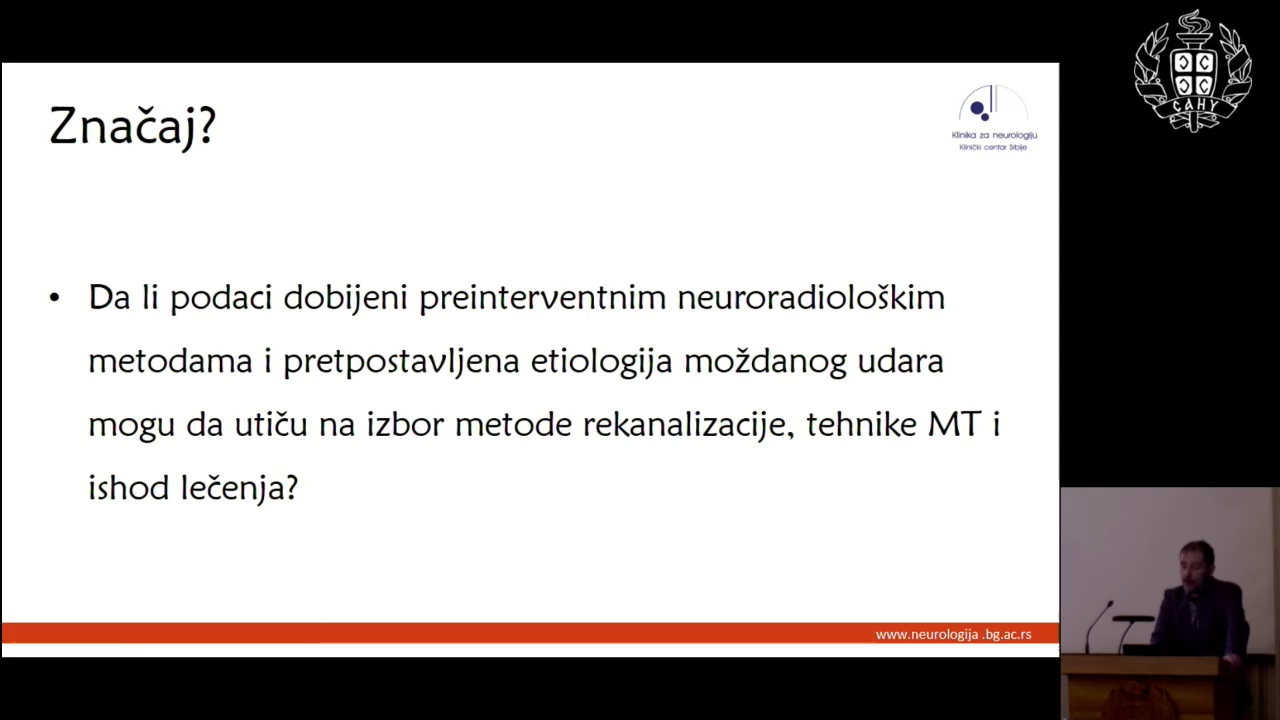 Značaj?
Klinika za neurologiju
Klinički centar Srbije
САНУ
• Da li podaci dobijeni preinterventnim neuroradiološkim
metodama i pretpostavljena etiologija moždanog udara
mogu da utiču na izbor metode rekanalizacije, tehnike MT i
ishod lečenja?
www.neurologija .bg.ac.rs